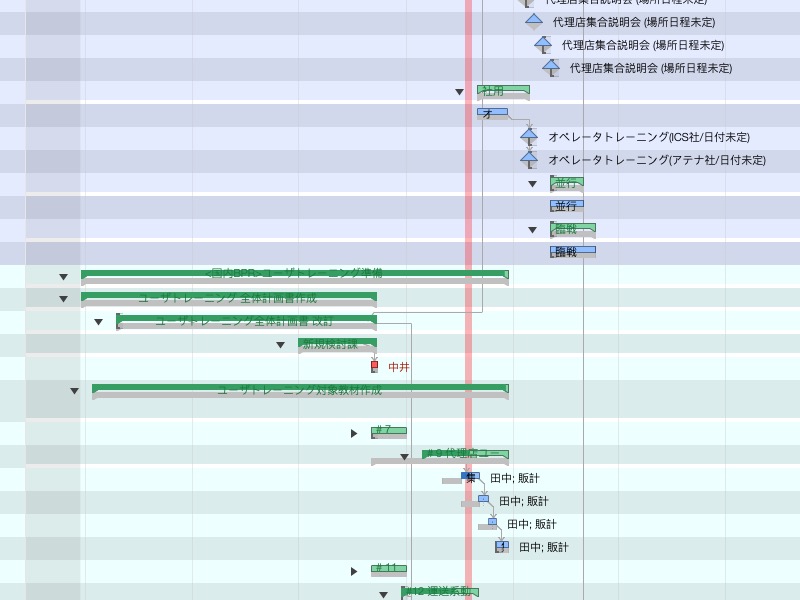 代理店集合説明会 (場所日程未定)
代理店集合説明会 (場所日程未定)
代理店集合説明会 (場所日程未定)
代理店集合説明会 (場所日程未定)
社用
オ
オペレータトレーニング(ICS社/日付未定)
オペレータトレーニング(アテナ社/日付未定)
並行
並行
臨戦
臨戦
<国内BPR>ユーザトレーニング準備
ユーザトレーニング 全体計画書作成
ユーザトレーニング全体計画書 改訂
新規検討課
中井
ユーザトレーニング対象教材作成
# 7
# 9 代理店ユー
集 田中; 販計
田中; 販計
田中; 販計
田中; 販計
# 11
#12 運送系動